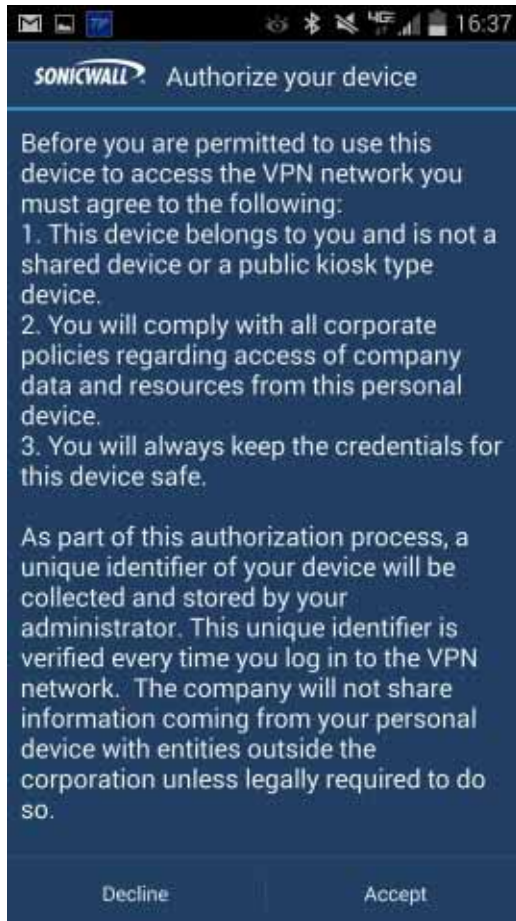 4G 16:37
SONICWALL Authorize your device
Before you are permitted to use this
device to access the VPN network you
must agree to the following:
1. This device belongs to you and is not a
shared device or a public kiosk type
device.
2. You will comply with all corporate
policies regarding access of company
data and resources from this personal
device.
3. You will always keep the credentials for
this device safe.
As part of this authorization process, a
unique identifier of your device will be
collected and stored by your
administrator. This unique identifier is
verified every time you log in to the VPN
network. The company will not share
information coming from your personal
device with entities outside the
corporation unless legally required to do
so.
Decline Accept